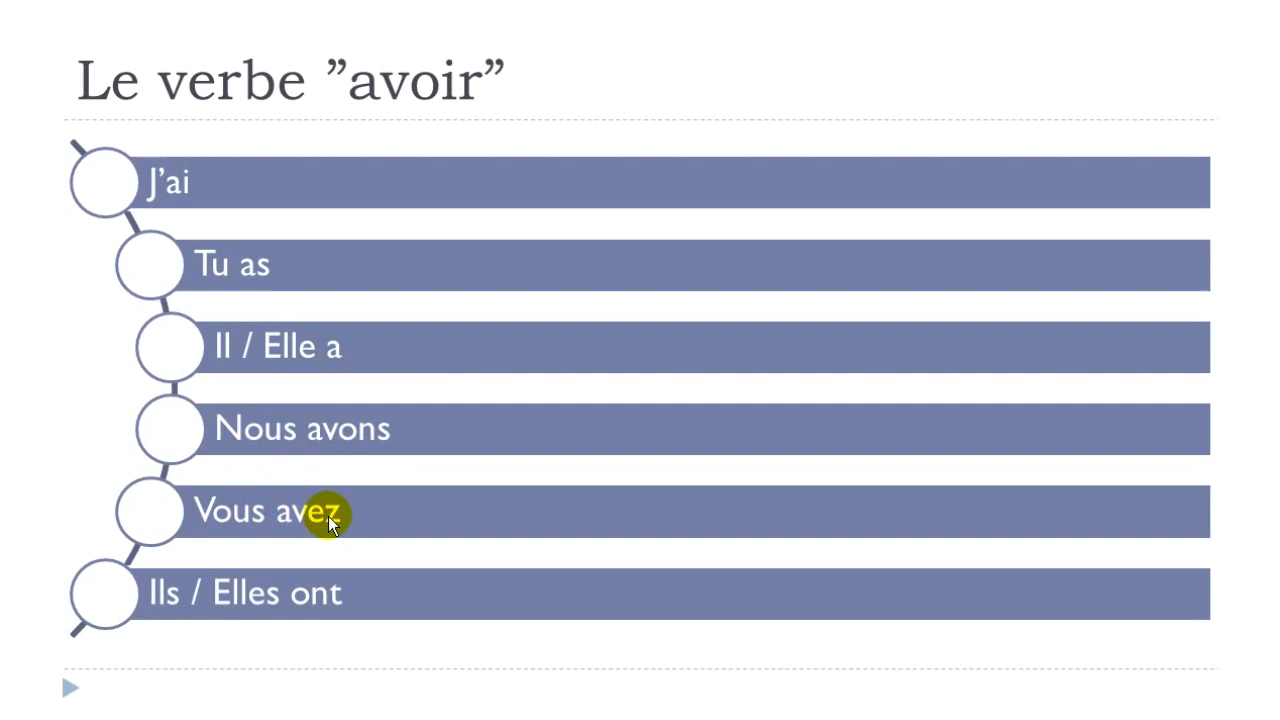 Le verbe ”avoir”
J’ai
Tu as
Il / Elle a
Nous avons
Vous avez
Ils / Elles ont